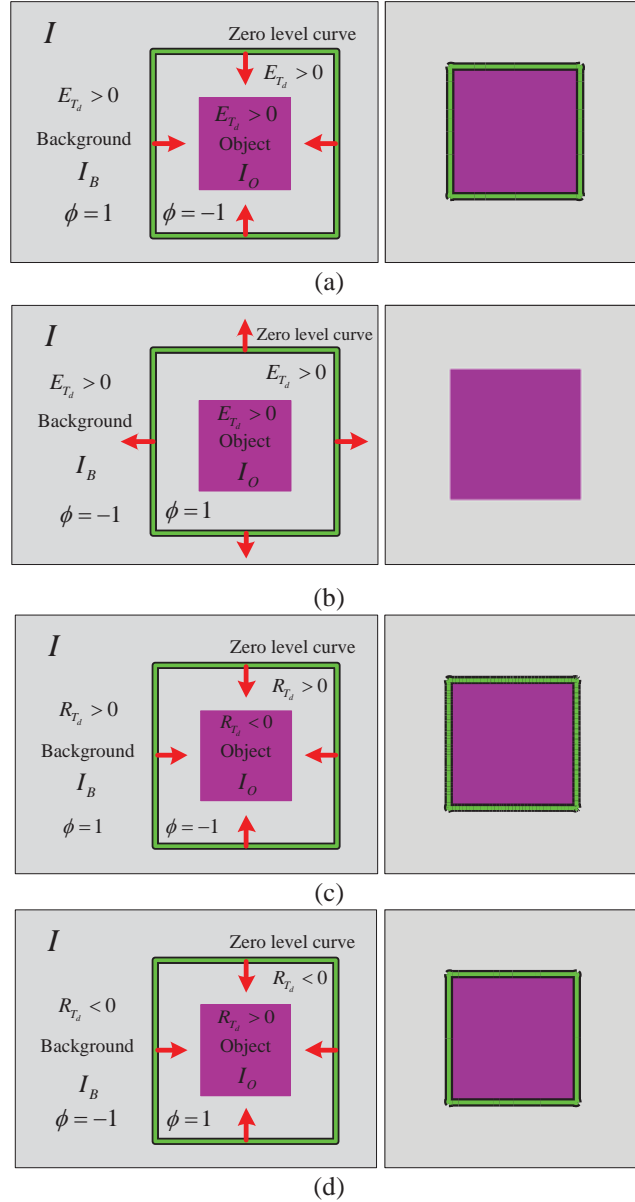 I
Zero level curve
E_{T_d} > 0
E_{T_d} > 0
E_{T_d} > 0
Background
Object
I_B
I_O
ϕ = 1
ϕ = −1
(a)
I
Zero level curve
E_{T_d} > 0
E_{T_d} > 0
E_{T_d} > 0
Background
Object
I_B
I_O
ϕ = −1
ϕ = 1
(b)
I
Zero level curve
R_{T_d} > 0
R_{T_d} > 0
R_{T_d} < 0
Background
Object
I_B
I_O
ϕ = 1
ϕ = −1
(c)
I
Zero level curve
R_{T_d} < 0
R_{T_d} < 0
R_{T_d} > 0
Background
Object
I_B
I_O
ϕ = −1
ϕ = 1
(d)